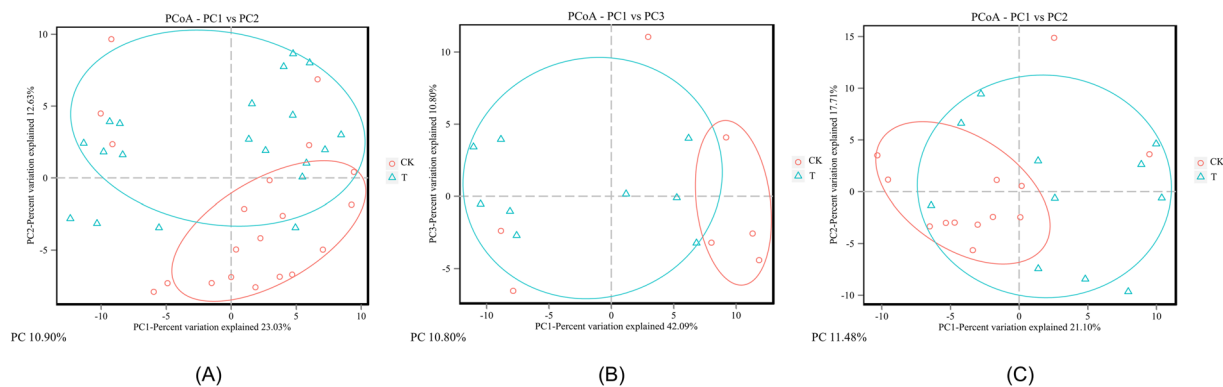 PCoA - PC1 vs PC2
10
5
0
-5
-10
-5
0
5
10
PC2-Percent variation explained 12.63%
PC1-Percent variation explained 23.03%
CK
T
PC 10.90%
(A)
PCoA - PC1 vs PC3
10
5
0
-5
-10
-5
0
5
10
PC3-Percent variation explained 10.80%
PC1-Percent variation explained 42.09%
CK
T
PC 10.80%
(B)
PCoA - PC1 vs PC2
15
10
5
0
-5
-10
-10
-5
0
5
10
PC2-Percent variation explained 17.71%
PC1-Percent variation explained 21.10%
CK
T
PC 11.48%
(C)